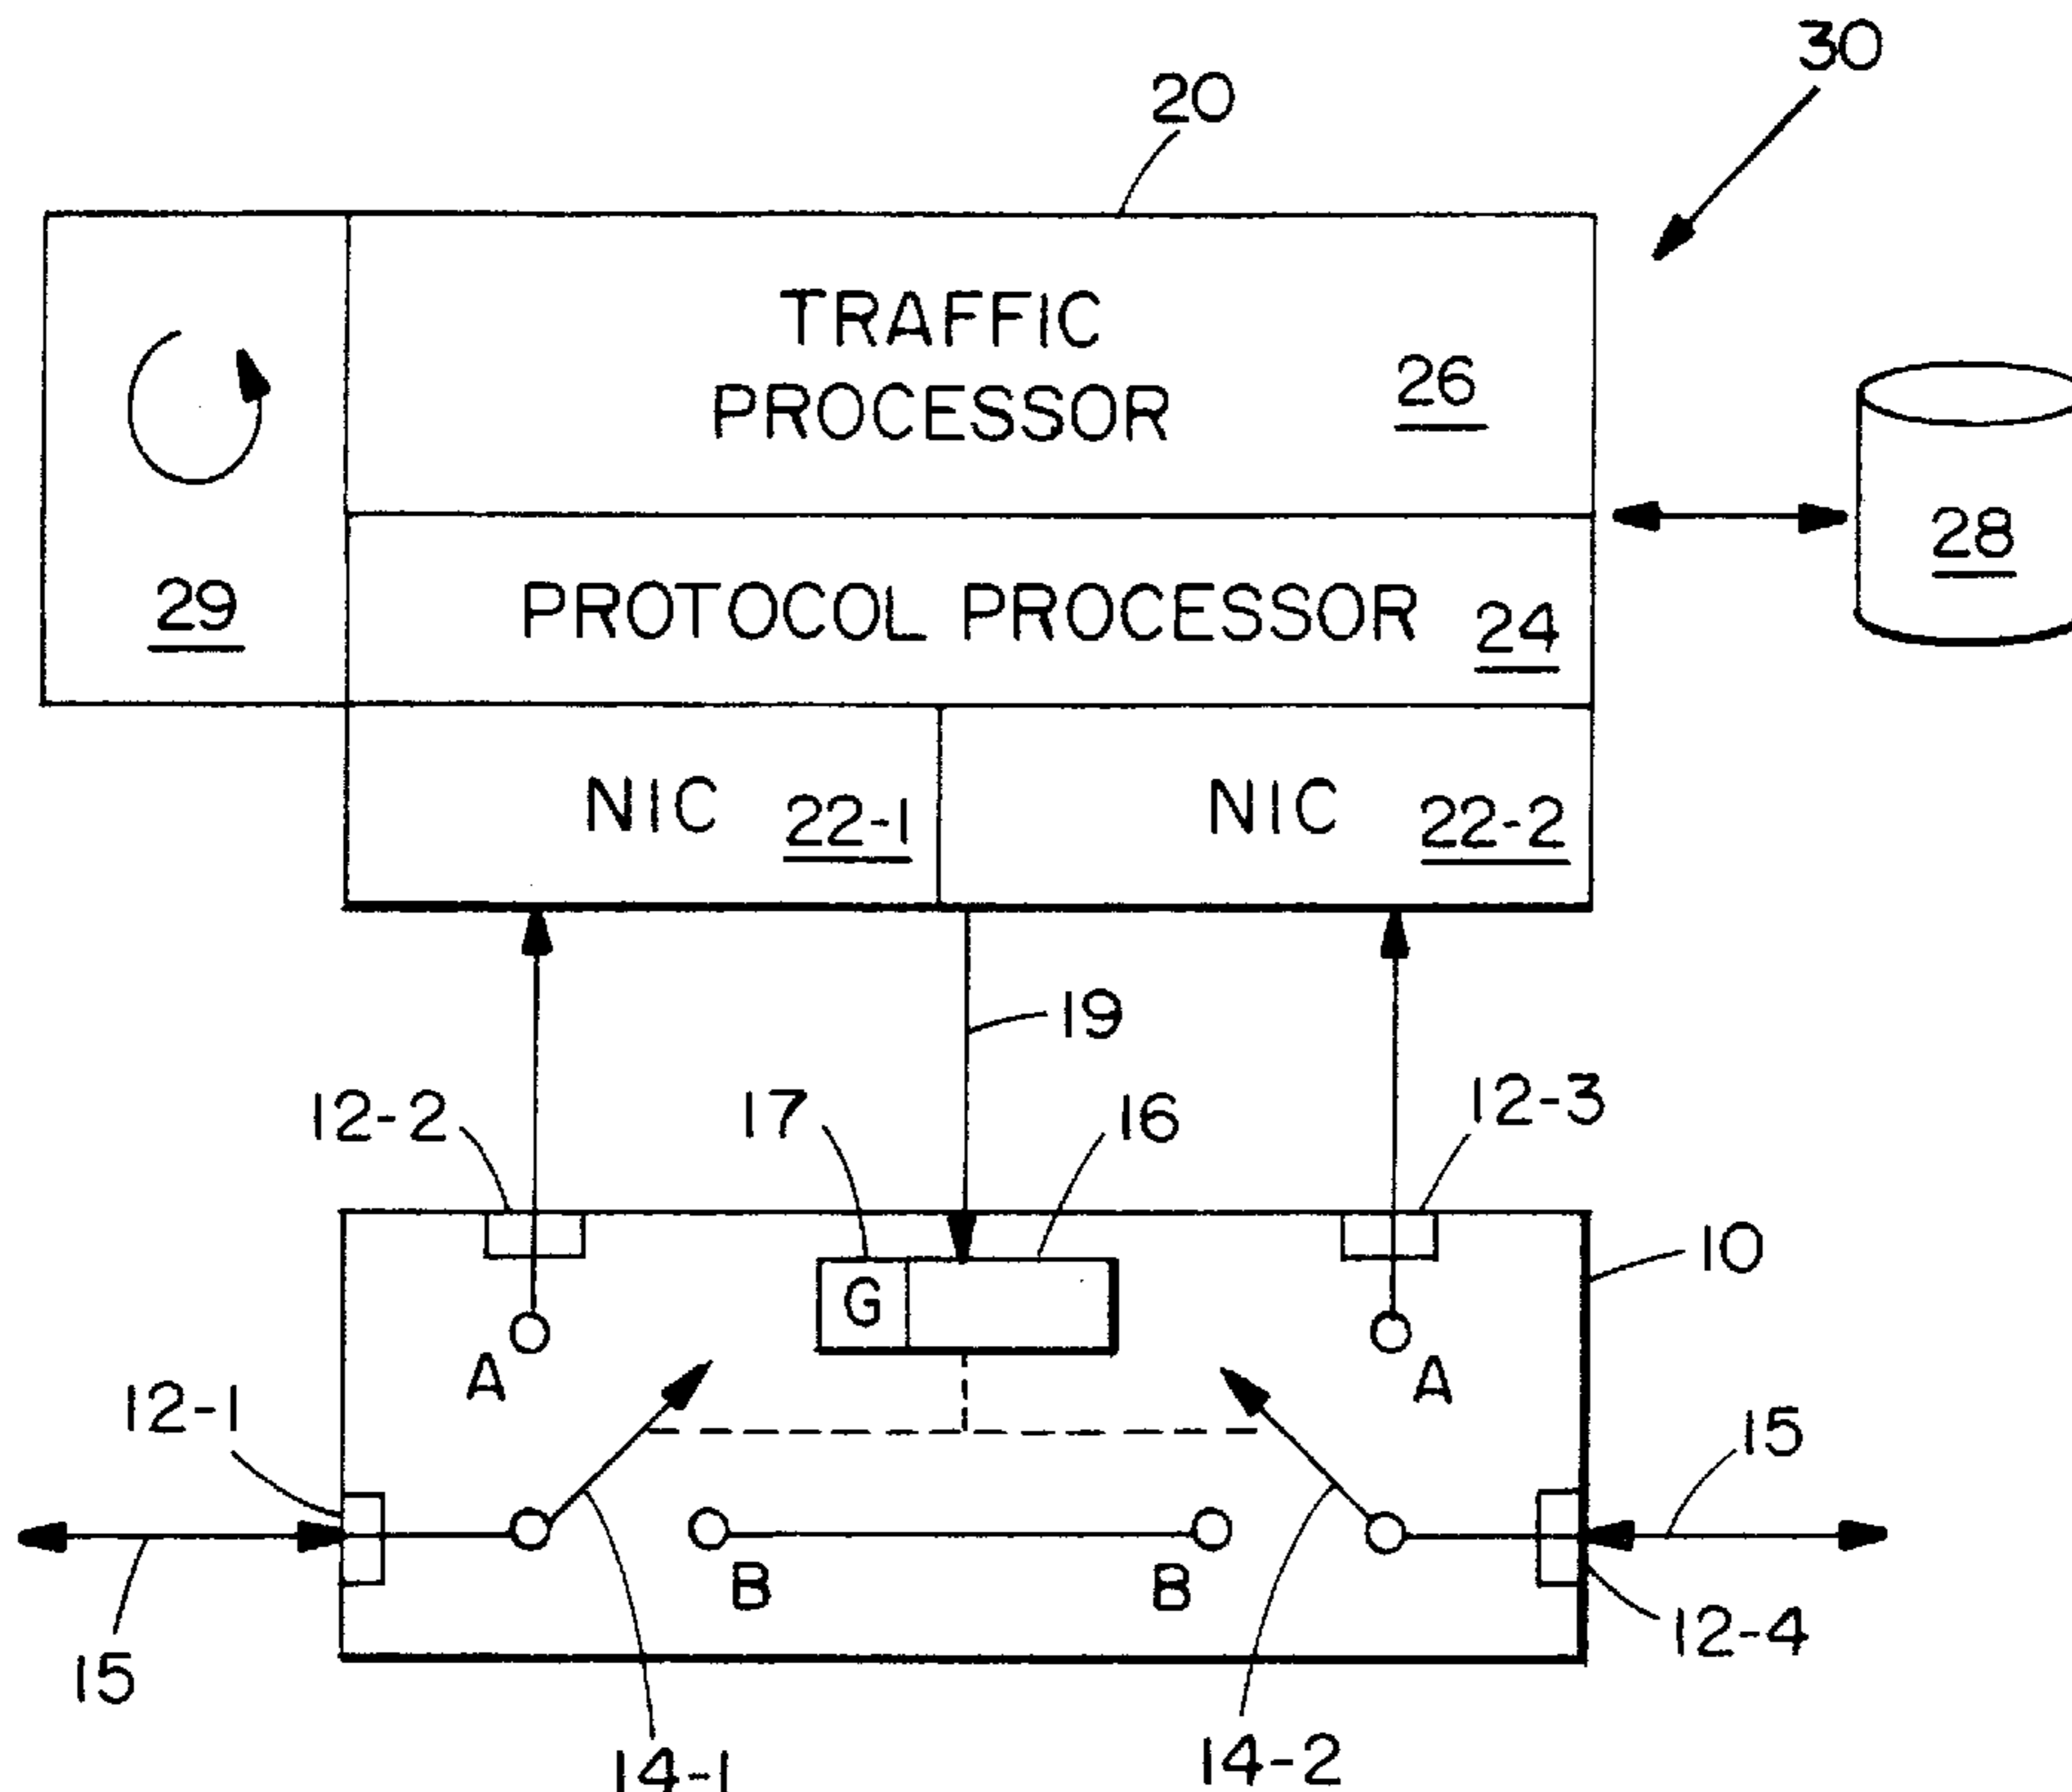 30
20
TRAFFIC
PROCESSOR
26
28
29
PROTOCOL PROCESSOR
24
NIC
22-1
NIC
22-2
19
12-2
17
16
12-3
10
G
A
A
12-1
15
B
B
12-4
15
14-1
14-2